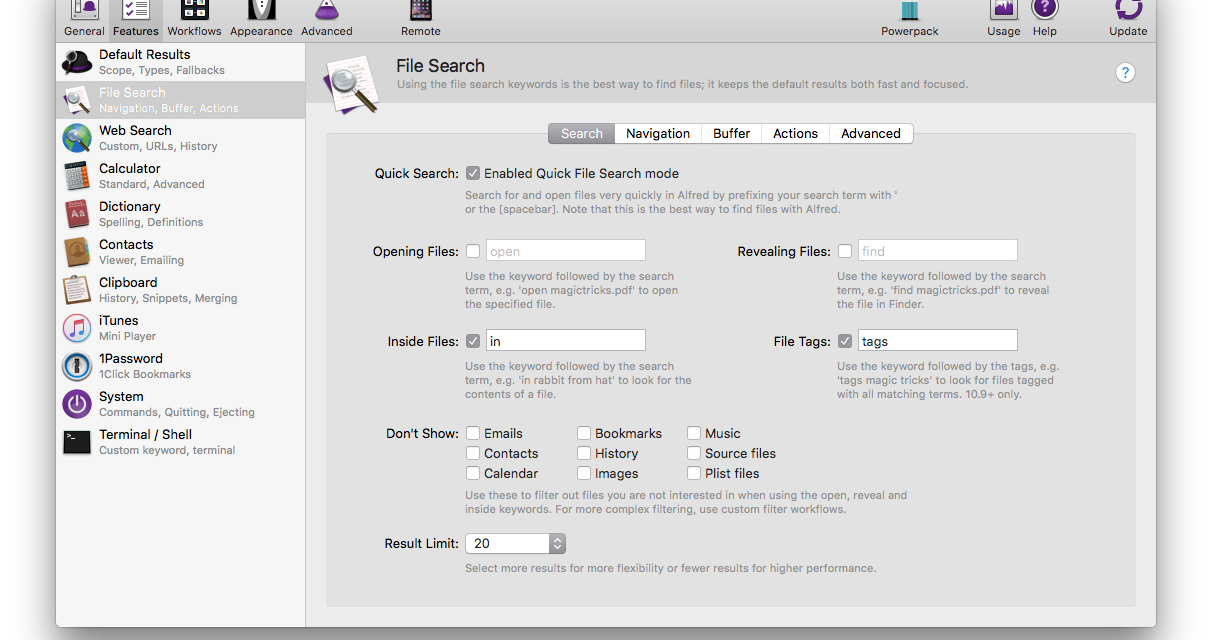 General Features Workflows Appearance Advanced Remote Powerpack Usage Help Update
Default Results
Scope, Types, Fallbacks
File Search
Navigation, Buffer, Actions
Web Search
Custom, URLs, History
Calculator
Standard, Advanced
Dictionary
Spelling, Definitions
Contacts
Viewer, Emailing
Clipboard
History, Snippets, Merging
iTunes
Mini Player
1Password
1Click Bookmarks
System
Commands, Quitting, Ejecting
Terminal / Shell
Custom keyword, terminal
File Search
Using the file search keywords is the best way to find files; it keeps the default results both fast and focused.
?
Search Navigation Buffer Actions Advanced
Quick Search: Enabled Quick File Search mode
Search for and open files very quickly in Alfred by prefixing your search term with '
or the [spacebar]. Note that this is the best way to find files with Alfred.
Opening Files: open
Use the keyword followed by the search
term, e.g. 'open magictricks.pdf' to open
the specified file.
Revealing Files: find
Use the keyword followed by the search
term, e.g. 'find magictricks.pdf' to reveal
the file in Finder.
Inside Files: in
Use the keyword followed by the search
term, e.g. 'in rabbit from hat' to look for the
contents of a file.
File Tags: tags
Use the keyword followed by the tags, e.g.
'tags magic tricks' to look for files tagged
with all matching terms. 10.9+ only.
Don't Show: Emails Bookmarks Music
Contacts History Source files
Calendar Images Plist files
Use these to filter out files you are not interested in when using the open, reveal and
inside keywords. For more complex filtering, use custom filter workflows.
Result Limit: 20
Select more results for more flexibility or fewer results for higher performance.